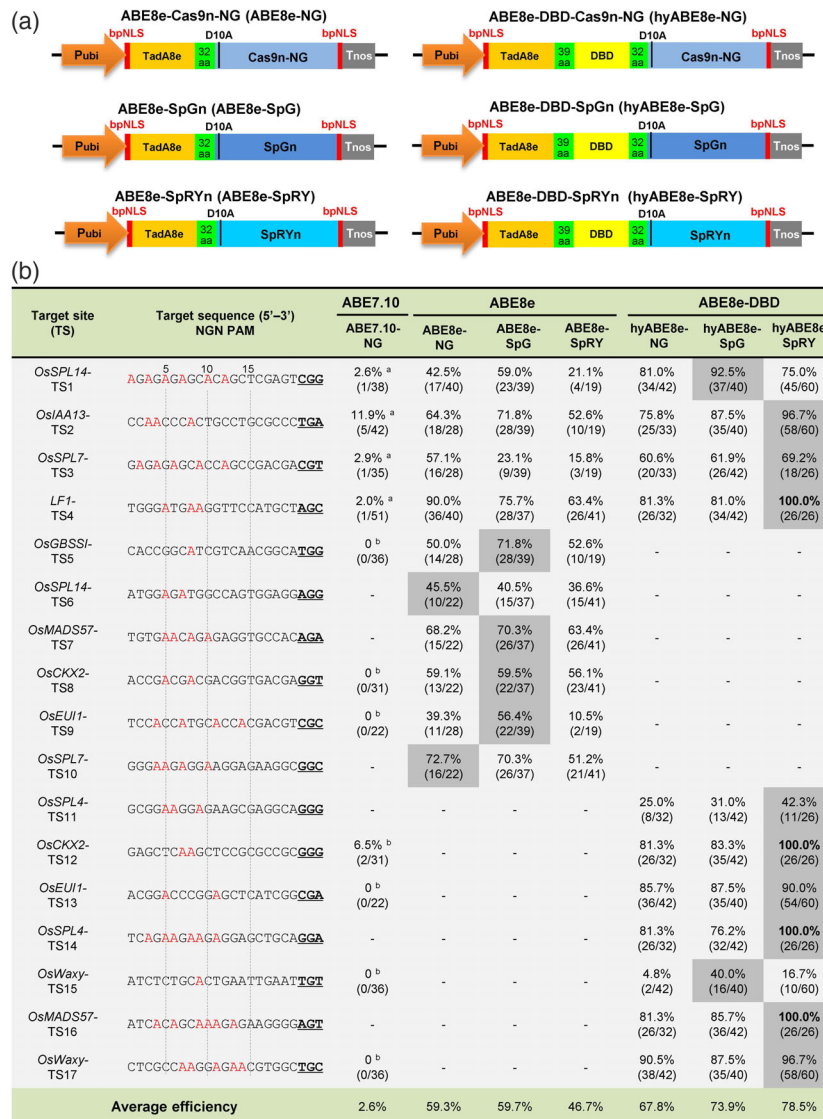 (a)
ABE8e-Cas9n-NG (ABE8e-NG)
bpNLS D10A bpNLS
Pubi TadA8e 32 aa Cas9n-NG Tnos
ABE8e-DBD-Cas9n-NG (hyABE8e-NG)
bpNLS D10A bpNLS
Pubi TadA8e 39 aa DBD 32 aa Cas9n-NG Tnos
ABE8e-SpGn (ABE8e-SpG)
bpNLS D10A bpNLS
Pubi TadA8e 32 aa SpGn Tnos
ABE8e-DBD-SpGn (hyABE8e-SpG)
bpNLS D10A bpNLS
Pubi TadA8e 39 aa DBD 32 aa SpGn Tnos
ABE8e-SpRYn (ABE8e-SpRY)
bpNLS D10A bpNLS
Pubi TadA8e 32 aa SpRYn Tnos
ABE8e-DBD-SpRYn (hyABE8e-SpRY)
bpNLS D10A bpNLS
Pubi TadA8e 39 aa DBD 32 aa SpRYn Tnos
(b)
Target site (TS) Target sequence (5'–3') NGN PAM ABE7.10 ABE8e ABE8e-DBD
ABE7.10-NG ABE8e-NG ABE8e-SpG ABE8e-SpRY hyABE8e-NG hyABE8e-SpG hyABE8e-SpRY
5 10 15
OsSPL14-TS1 AGAGAGAGCACAGCTCGAGTCGG 2.6% a (1/38) 42.5% (17/40) 59.0% (23/39) 21.1% (4/19) 81.0% (34/42) 92.5% (37/40) 75.0% (45/60)
OsIAA13-TS2 CCAACCCACTGCCTGCGCCCTGA 11.9% a (5/42) 64.3% (18/28) 71.8% (28/39) 52.6% (10/19) 75.8% (25/33) 87.5% (35/40) 96.7% (58/60)
OsSPL7-TS3 GAGAGAGCACCAGCCGACGACGT 2.9% a (1/35) 57.1% (16/28) 23.1% (9/39) 15.8% (3/19) 60.6% (20/33) 61.9% (26/42) 69.2% (18/26)
LF1-TS4 TGGGATGAAGGTTCCATGCTAGC 2.0% a (1/51) 90.0% (36/40) 75.7% (28/37) 63.4% (26/41) 81.3% (26/32) 81.0% (34/42) 100.0% (26/26)
OsGBSSI-TS5 CACCGGCATCGTCAACGGCATGG 0 b (0/36) 50.0% (14/28) 71.8% (28/39) 52.6% (10/19) - - -
OsSPL14-TS6 ATGGAGATGGCCAGTGGAGGAGG - 45.5% (10/22) 40.5% (15/37) 36.6% (15/41) - - -
OsMADS57-TS7 TGTGAACAGAGAGGTGCCACAGA - 68.2% (15/22) 70.3% (26/37) 63.4% (26/41) - - -
OsCKX2-TS8 ACCGACGACGACGGTGACGAGGT 0 b (0/31) 59.1% (13/22) 59.5% (22/37) 56.1% (23/41) - - -
OsEUI1-TS9 TCCACCATGCACCACGACGTCGC 0 b (0/22) 39.3% (11/28) 56.4% (22/39) 10.5% (2/19) - - -
OsSPL7-TS10 GGGAAGAGGAAGGAGAAGGCGGC - 72.7% (16/22) 70.3% (26/37) 51.2% (21/41) - - -
OsSPL4-TS11 GCGGAAGGAGAAGCGAGGCAGGG - - - - 25.0% (8/32) 31.0% (13/42) 42.3% (11/26)
OsCKX2-TS12 GAGCTCAAGCTCCGCGCCGCGGG 6.5% b (2/31) - - - 81.3% (26/32) 83.3% (35/42) 100.0% (26/26)
OsEUI1-TS13 ACGGACCCGGAGCTCATCGGCGA 0 b (0/22) - - - 85.7% (36/42) 87.5% (35/40) 90.0% (54/60)
OsSPL4-TS14 TCAGAAGAAGAGGAGCTGCAGGA - - - - 81.3% (26/32) 76.2% (32/42) 100.0% (26/26)
OsWaxy-TS15 ATCTCTGCACTGAATTGAATTGT 0 b (0/36) - - - 4.8% (2/42) 40.0% (16/40) 16.7% (10/60)
OsMADS57-TS16 ATCACAGCAAAGAGAAGGGGAGT - - - - 81.3% (26/32) 85.7% (36/42) 100.0% (26/26)
OsWaxy-TS17 CTCGCCAAGGAGAACGTGGCTGC 0 b (0/36) - - - 90.5% (38/42) 87.5% (35/40) 96.7% (58/60)
Average efficiency 2.6% 59.3% 59.7% 46.7% 67.8% 73.9% 78.5%